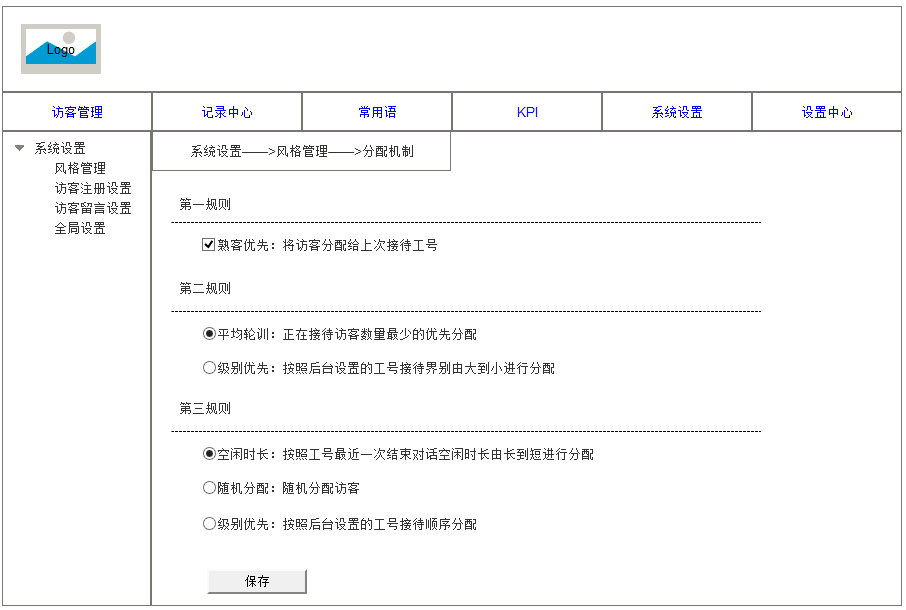 Logo
访客管理 记录中心 常用语 KPI 系统设置 设置中心
系统设置
风格管理
访客注册设置
访客留言设置
全局设置
系统设置——>风格管理——>分配机制
第一规则
熟客优先：将访客分配给上次接待工号
第二规则
平均轮训：正在接待访客数量最少的优先分配
级别优先：按照后台设置的工号接待界别由大到小进行分配
第三规则
空闲时长：按照工号最近一次结束对话空闲时长由长到短进行分配
随机分配：随机分配访客
级别优先：按照后台设置的工号接待顺序分配
保存